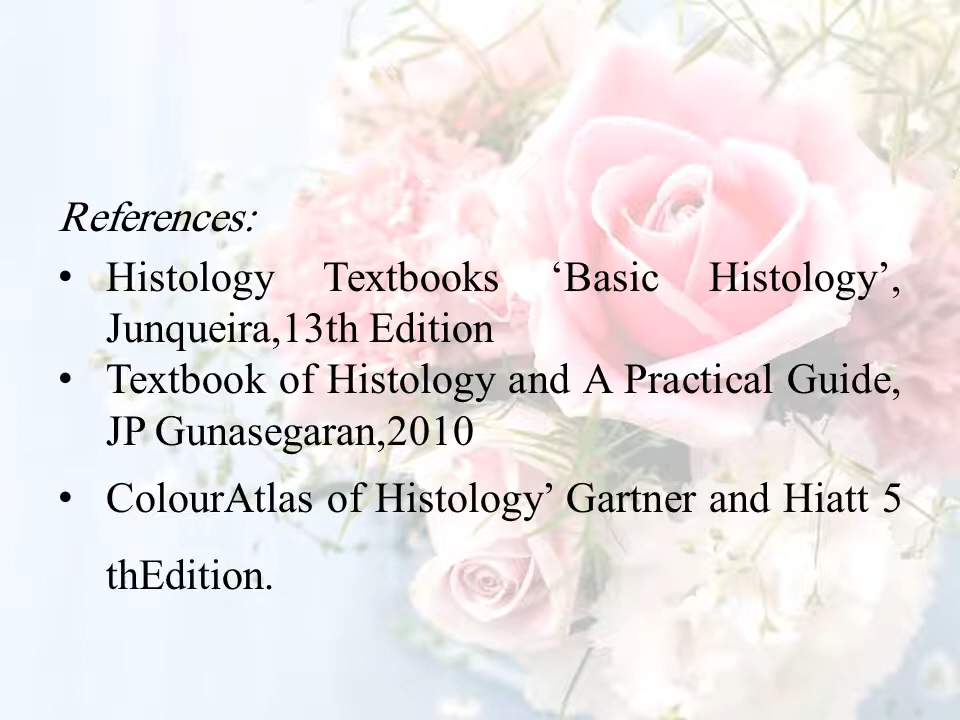 References:
• Histology Textbooks ‘Basic Histology’,
Junqueira,13th Edition
• Textbook of Histology and A Practical Guide,
JP Gunasegaran,2010
• ColourAtlas of Histology’ Gartner and Hiatt 5
thEdition.